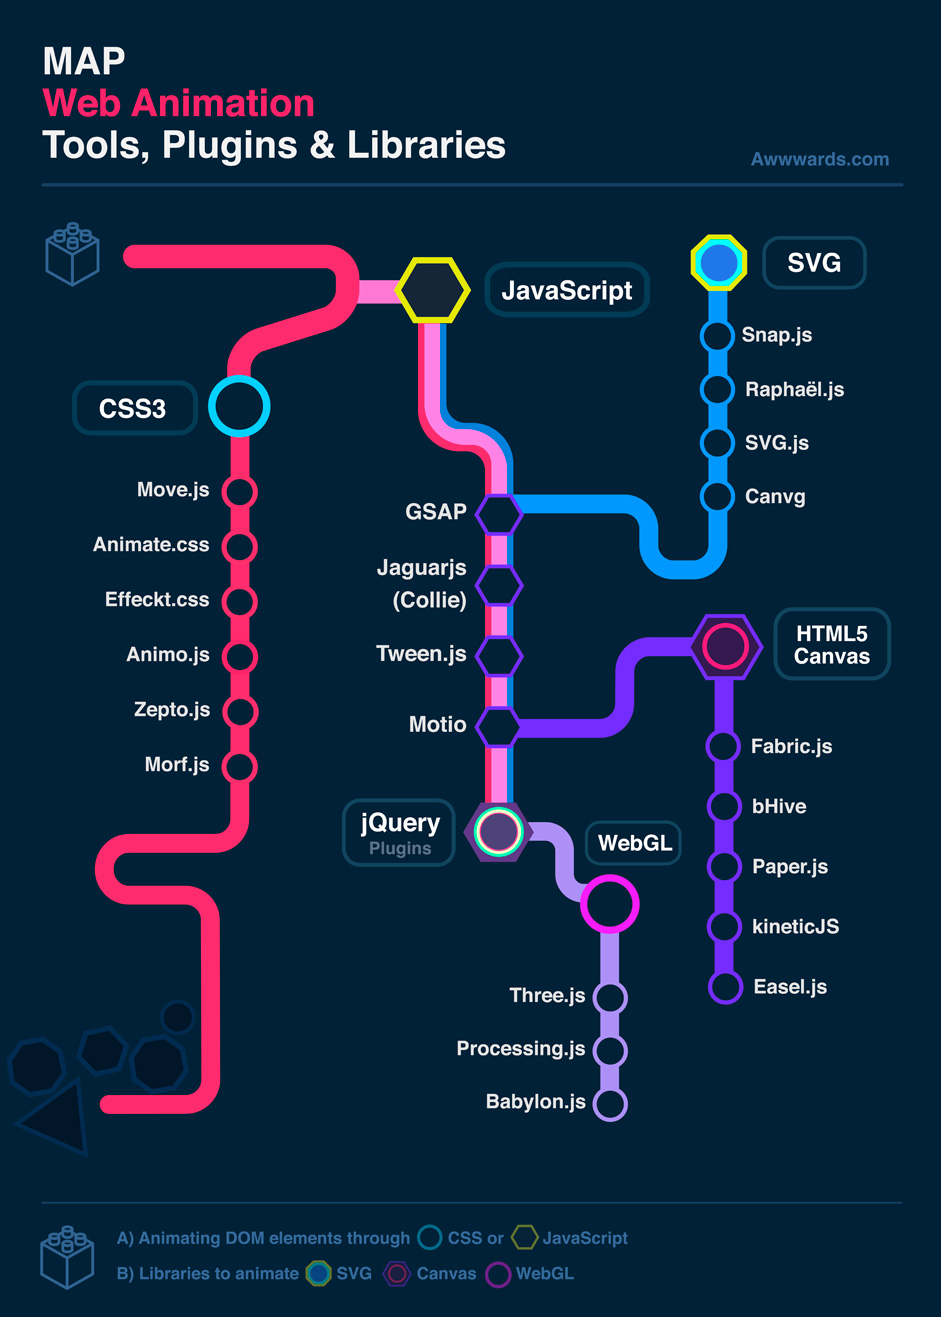 MAP
Web Animation
Tools, Plugins & Libraries
Awwwards.com
JavaScript
SVG
Snap.js
Raphaël.js
SVG.js
Canvg
CSS3
Move.js
Animate.css
Effeckt.css
Animo.js
Zepto.js
Morf.js
GSAP
Jaguarjs
(Collie)
Tween.js
Motio
jQuery
Plugins
HTML5
Canvas
Fabric.js
bHive
Paper.js
kineticJS
Easel.js
WebGL
Three.js
Processing.js
Babylon.js
A) Animating DOM elements through CSS or JavaScript
B) Libraries to animate SVG Canvas WebGL